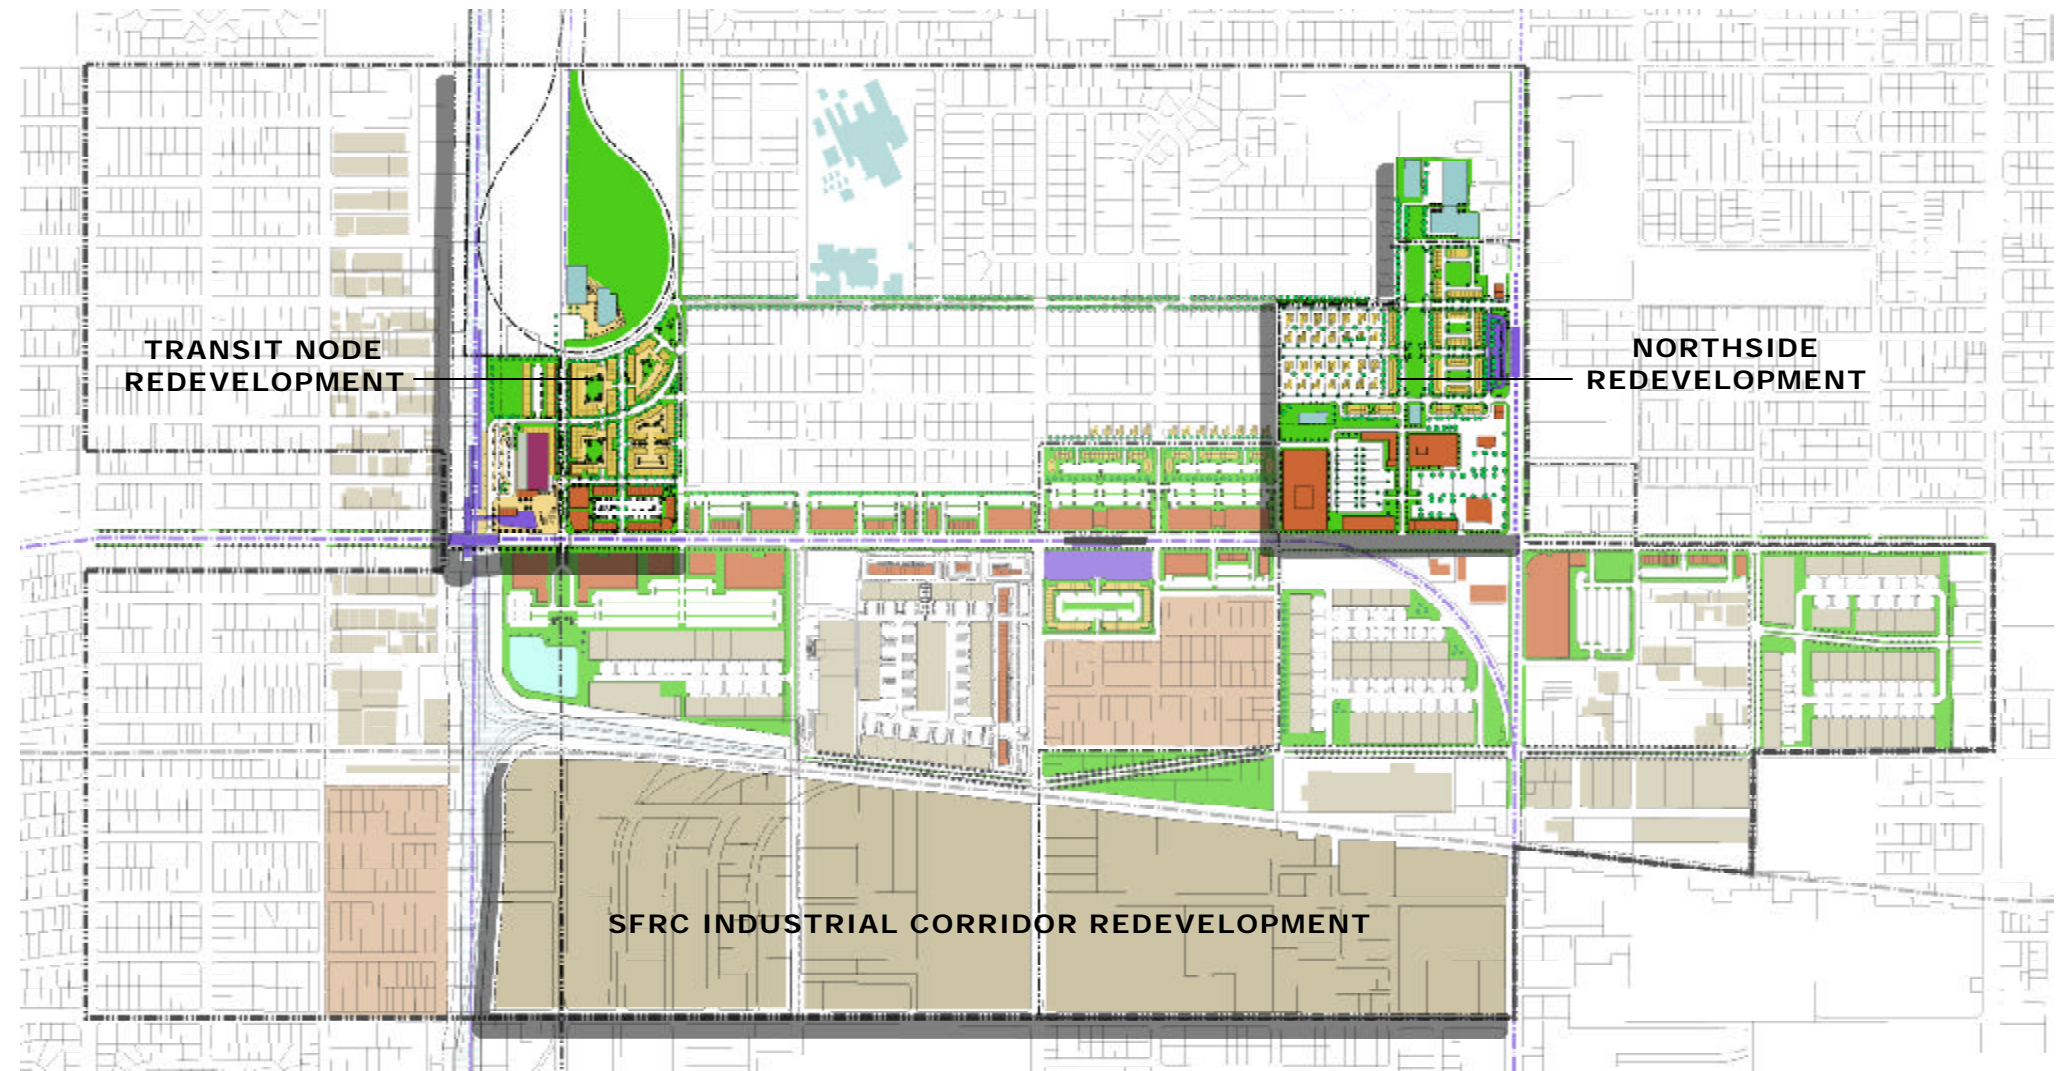 TRANSIT NODE
REDEVELOPMENT
NORTHSIDE
REDEVELOPMENT
SFRC INDUSTRIAL CORRIDOR REDEVELOPMENT